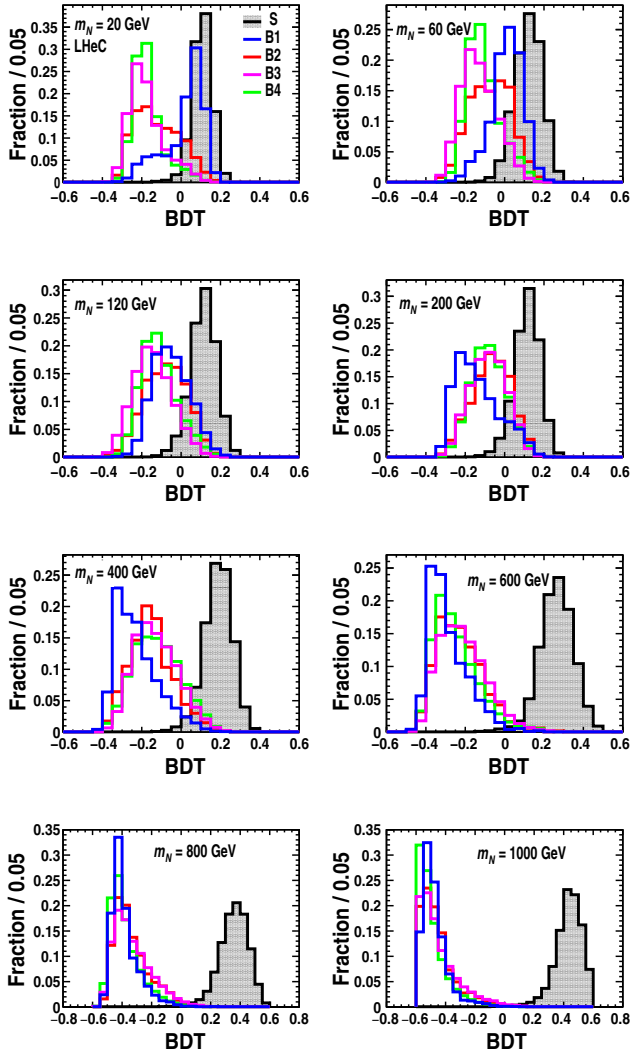 m_N = 20 GeV
LHeC
S
B1
B2
B3
B4
0.35
0.3
0.25
0.2
0.15
0.1
0.05
0
−0.6 −0.4 −0.2 0 0.2 0.4 0.6
Fraction / 0.05
BDT
m_N = 60 GeV
0.25
0.2
0.15
0.1
0.05
0
−0.6 −0.4 −0.2 0 0.2 0.4 0.6
Fraction / 0.05
BDT
m_N = 120 GeV
0.3
0.25
0.2
0.15
0.1
0.05
0
−0.6 −0.4 −0.2 0 0.2 0.4 0.6
Fraction / 0.05
BDT
m_N = 200 GeV
0.3
0.25
0.2
0.15
0.1
0.05
0
−0.6 −0.4 −0.2 0 0.2 0.4 0.6
Fraction / 0.05
BDT
m_N = 400 GeV
0.25
0.2
0.15
0.1
0.05
0
−0.6 −0.4 −0.2 0 0.2 0.4 0.6
Fraction / 0.05
BDT
m_N = 600 GeV
0.25
0.2
0.15
0.1
0.05
0
−0.6 −0.4 −0.2 0 0.2 0.4 0.6
Fraction / 0.05
BDT
m_N = 800 GeV
0.35
0.3
0.25
0.2
0.15
0.1
0.05
0
−0.8 −0.6 −0.4 −0.2 0 0.2 0.4 0.6 0.8
Fraction / 0.05
BDT
m_N = 1000 GeV
0.35
0.3
0.25
0.2
0.15
0.1
0.05
0
−0.8 −0.6 −0.4 −0.2 0 0.2 0.4 0.6 0.8
Fraction / 0.05
BDT